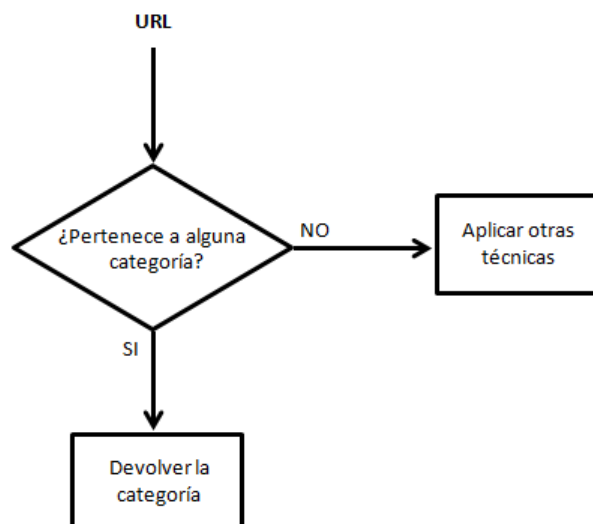 URL
¿Pertenece a alguna
categoría?
NO
Aplicar otras
técnicas
SI
Devolver la
categoría